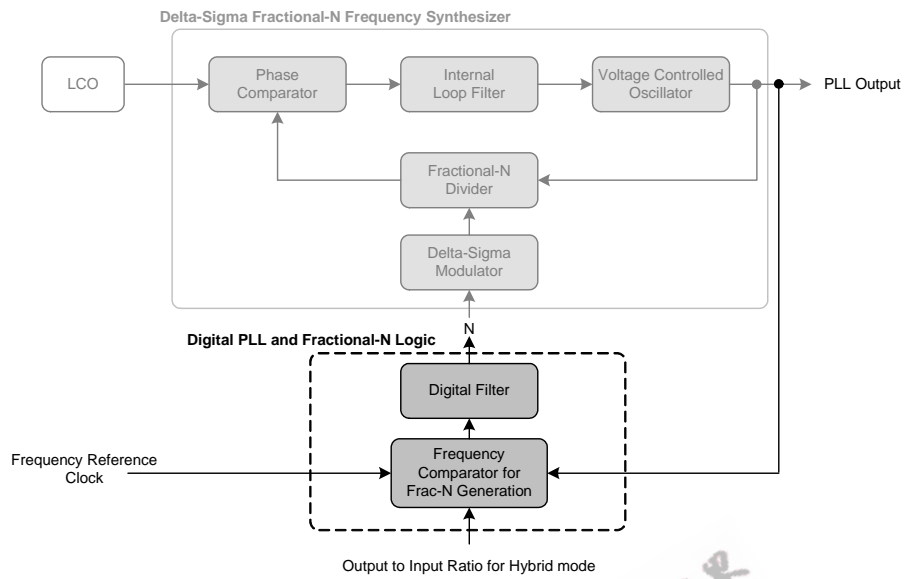 Delta-Sigma Fractional-N Frequency Synthesizer
LCO
Phase
Comparator
Internal
Loop Filter
Voltage Controlled
Oscillator
PLL Output
Fractional-N
Divider
Delta-Sigma
Modulator
N
Digital PLL and Fractional-N Logic
Digital Filter
Frequency Reference
Clock
Frequency
Comparator for
Frac-N Generation
Output to Input Ratio for Hybrid mode